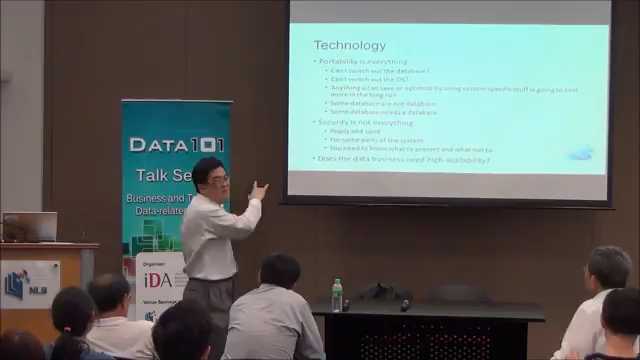 Technology
Portability is everything
Can't switch out the database?
Can't switch out the OS?
Anything u can save or optimize by using system specific stuff is going to cost
more in the long run
Some database are not database
Some database needs a database
Security is not everything
Pearls and sand
For some parts of the system
You need to know what to protect and what not to
Does the data business need high availability?
DATA101
Talk Se
Business and T
Data-relate
Organiser
iDA
Venue Sponsor
NLB